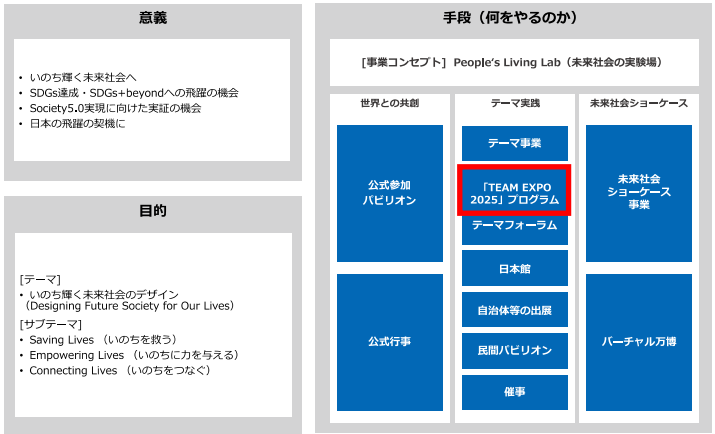 意義
• いのち輝く未来社会へ
• SDGs達成・SDGs+beyondへの飛躍の機会
• Society5.0実現に向けた実証の機会
• 日本の飛躍の契機に
目的
[テーマ]
• いのち輝く未来社会のデザイン
（Designing Future Society for Our Lives）
[サブテーマ]
• Saving Lives （いのちを救う）
• Empowering Lives （いのちに力を与える）
• Connecting Lives （いのちをつなぐ）
手段（何をやるのか）
[事業コンセプト] People's Living Lab（未来社会の実験場）
世界との共創
公式参加
パビリオン
公式行事
テーマ実践
テーマ事業
「TEAM EXPO
2025」プログラム
テーマフォーラム
日本館
自治体等の出展
民間パビリオン
催事
未来社会ショーケース
未来社会
ショーケース
事業
バーチャル万博